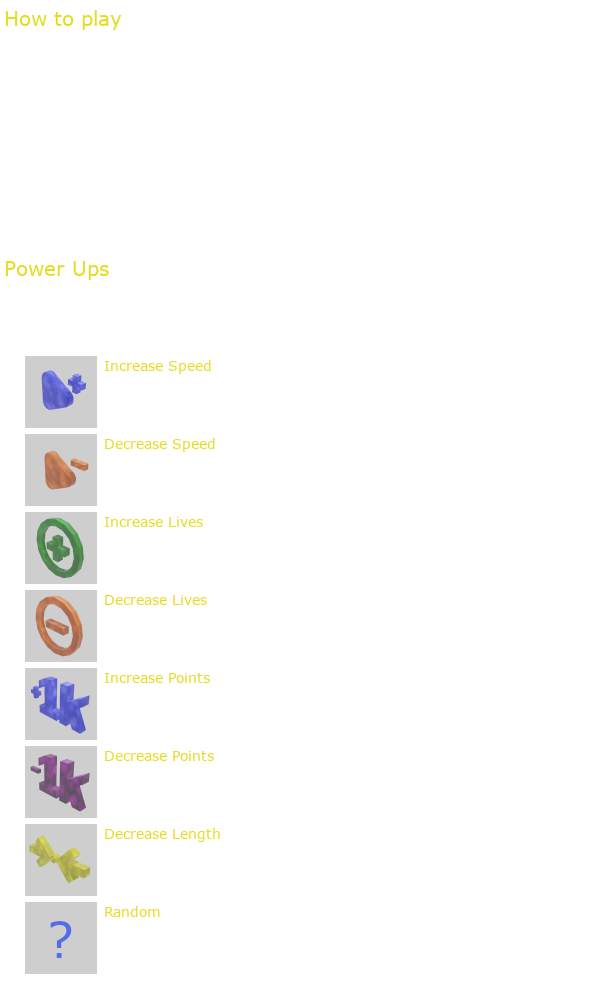 How to play
Power Ups
Increase Speed
Decrease Speed
Increase Lives
Decrease Lives
1k
Increase Points
1k
Decrease Points
Decrease Length
?
Random